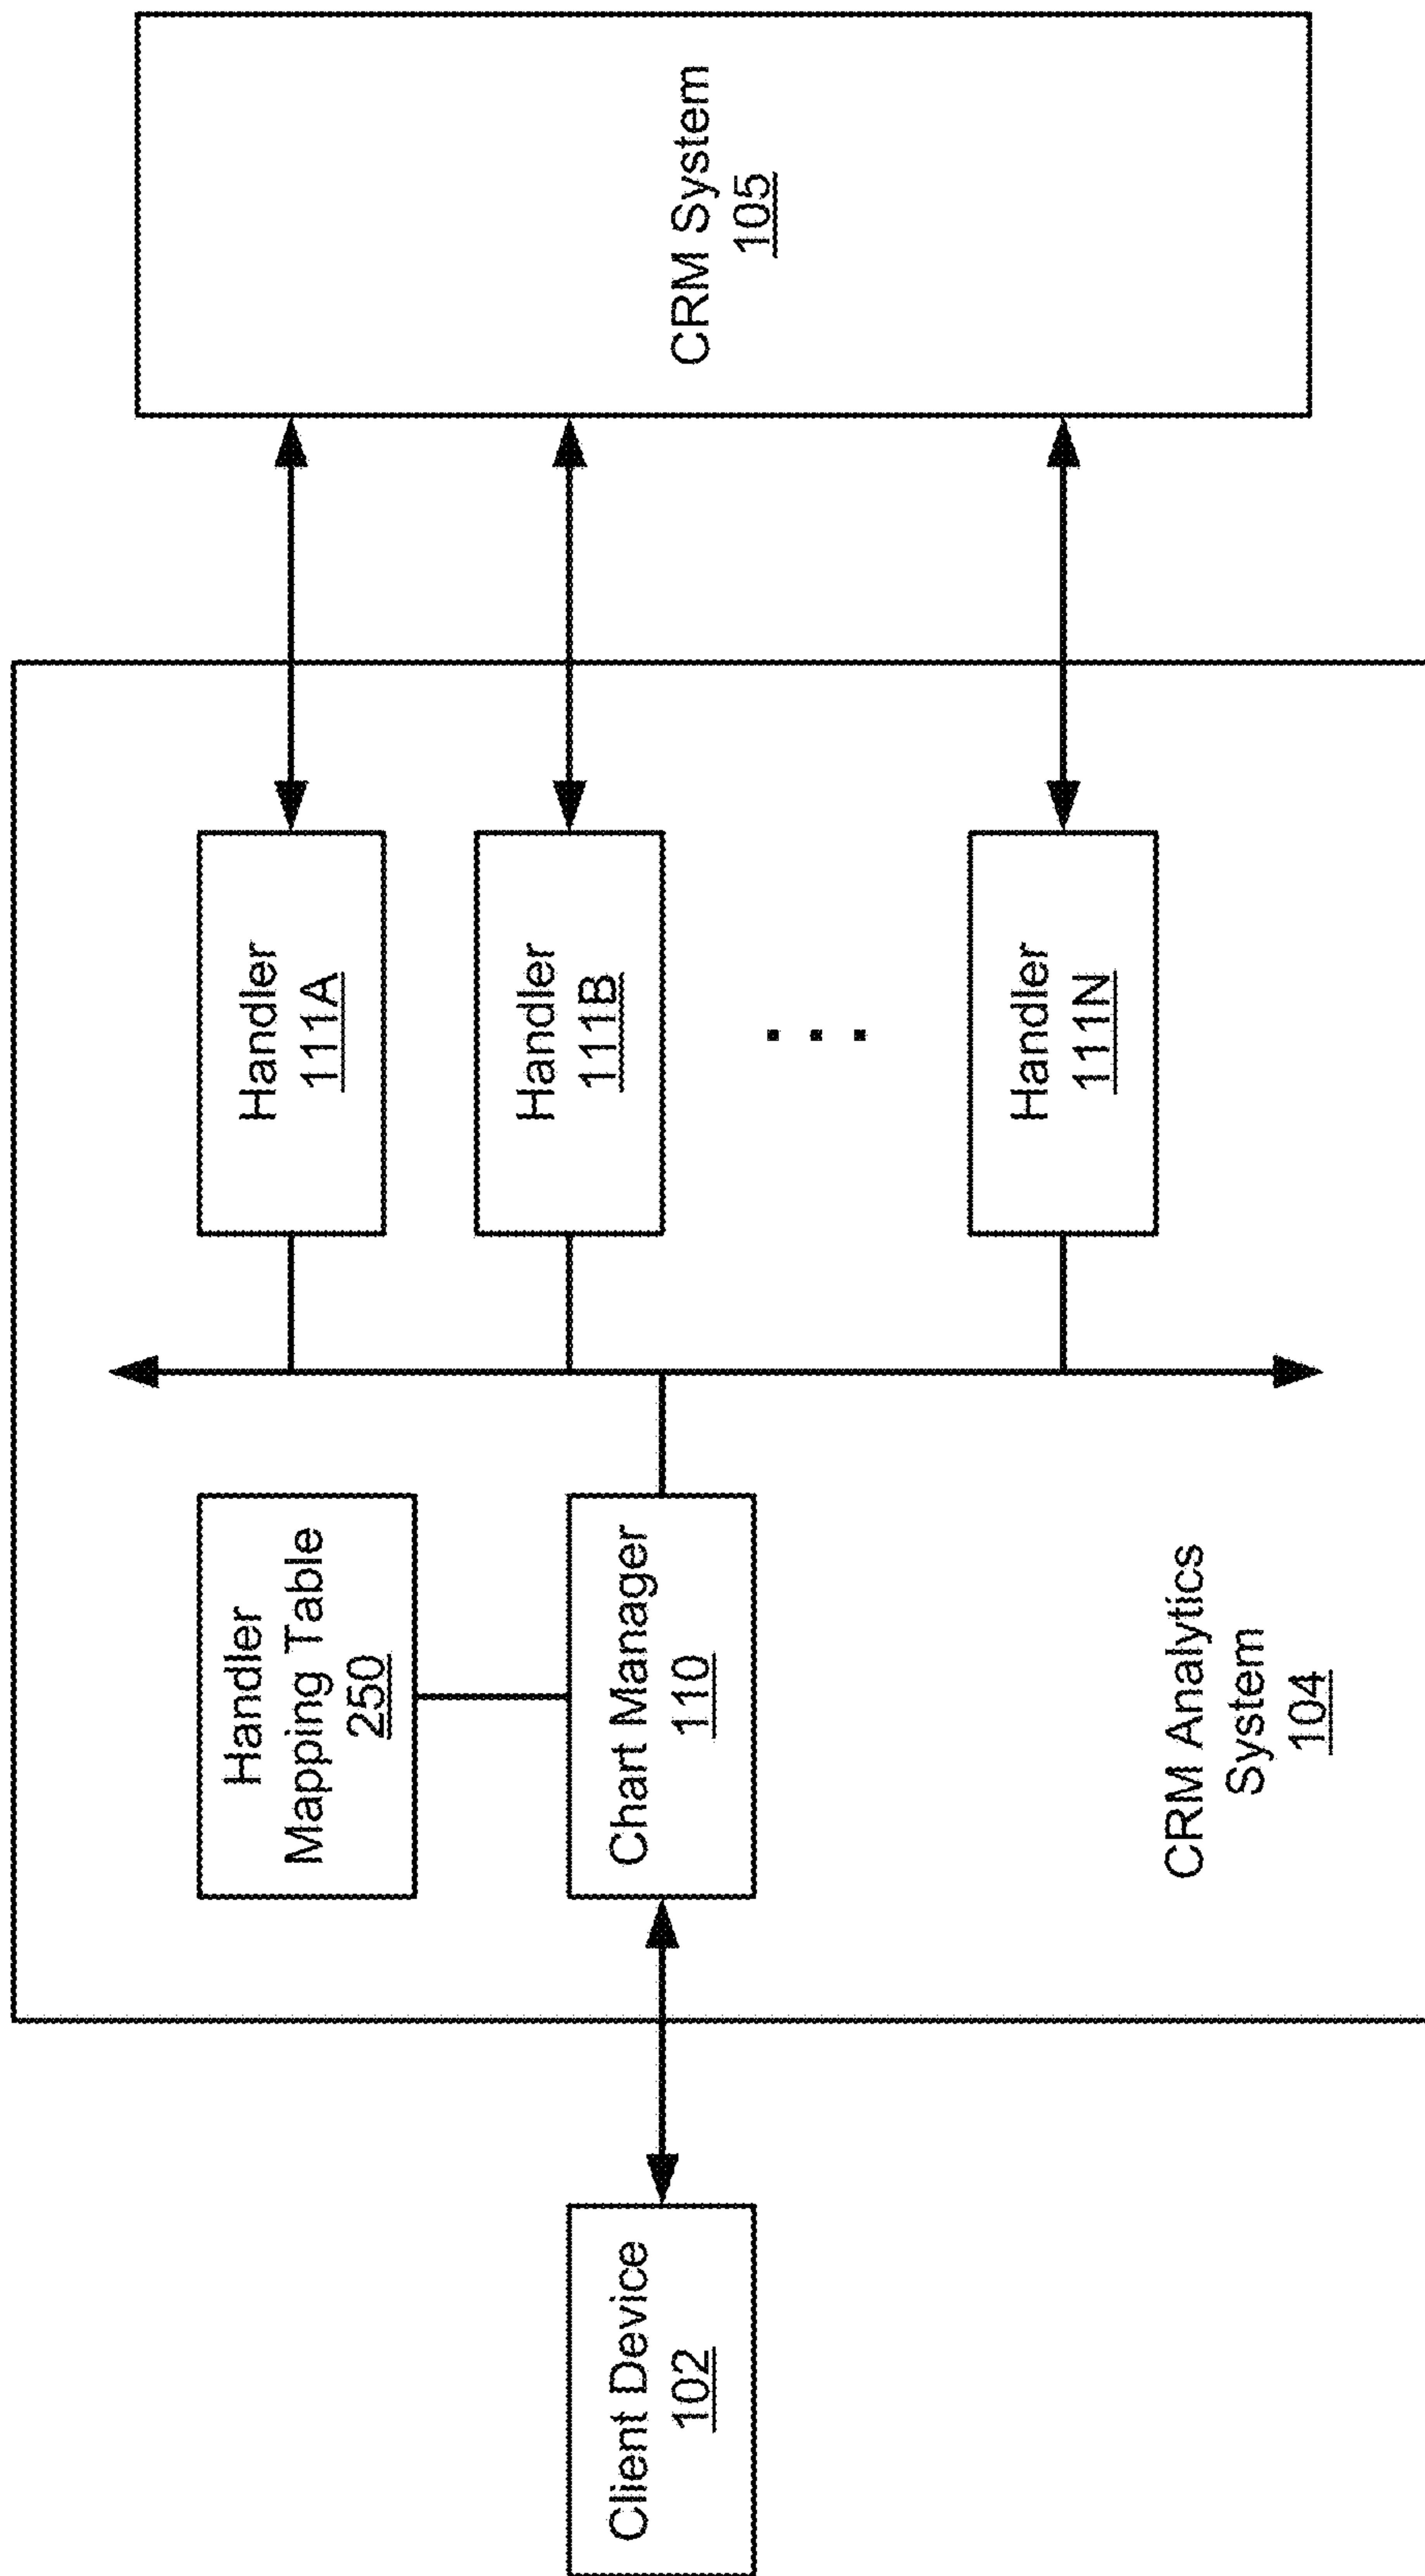 Client Device
102
Handler
Mapping Table
250
Chart Manager
110
CRM Analytics
System
104
Handler
111A
Handler
111B
. . .
Handler
111N
CRM System
105